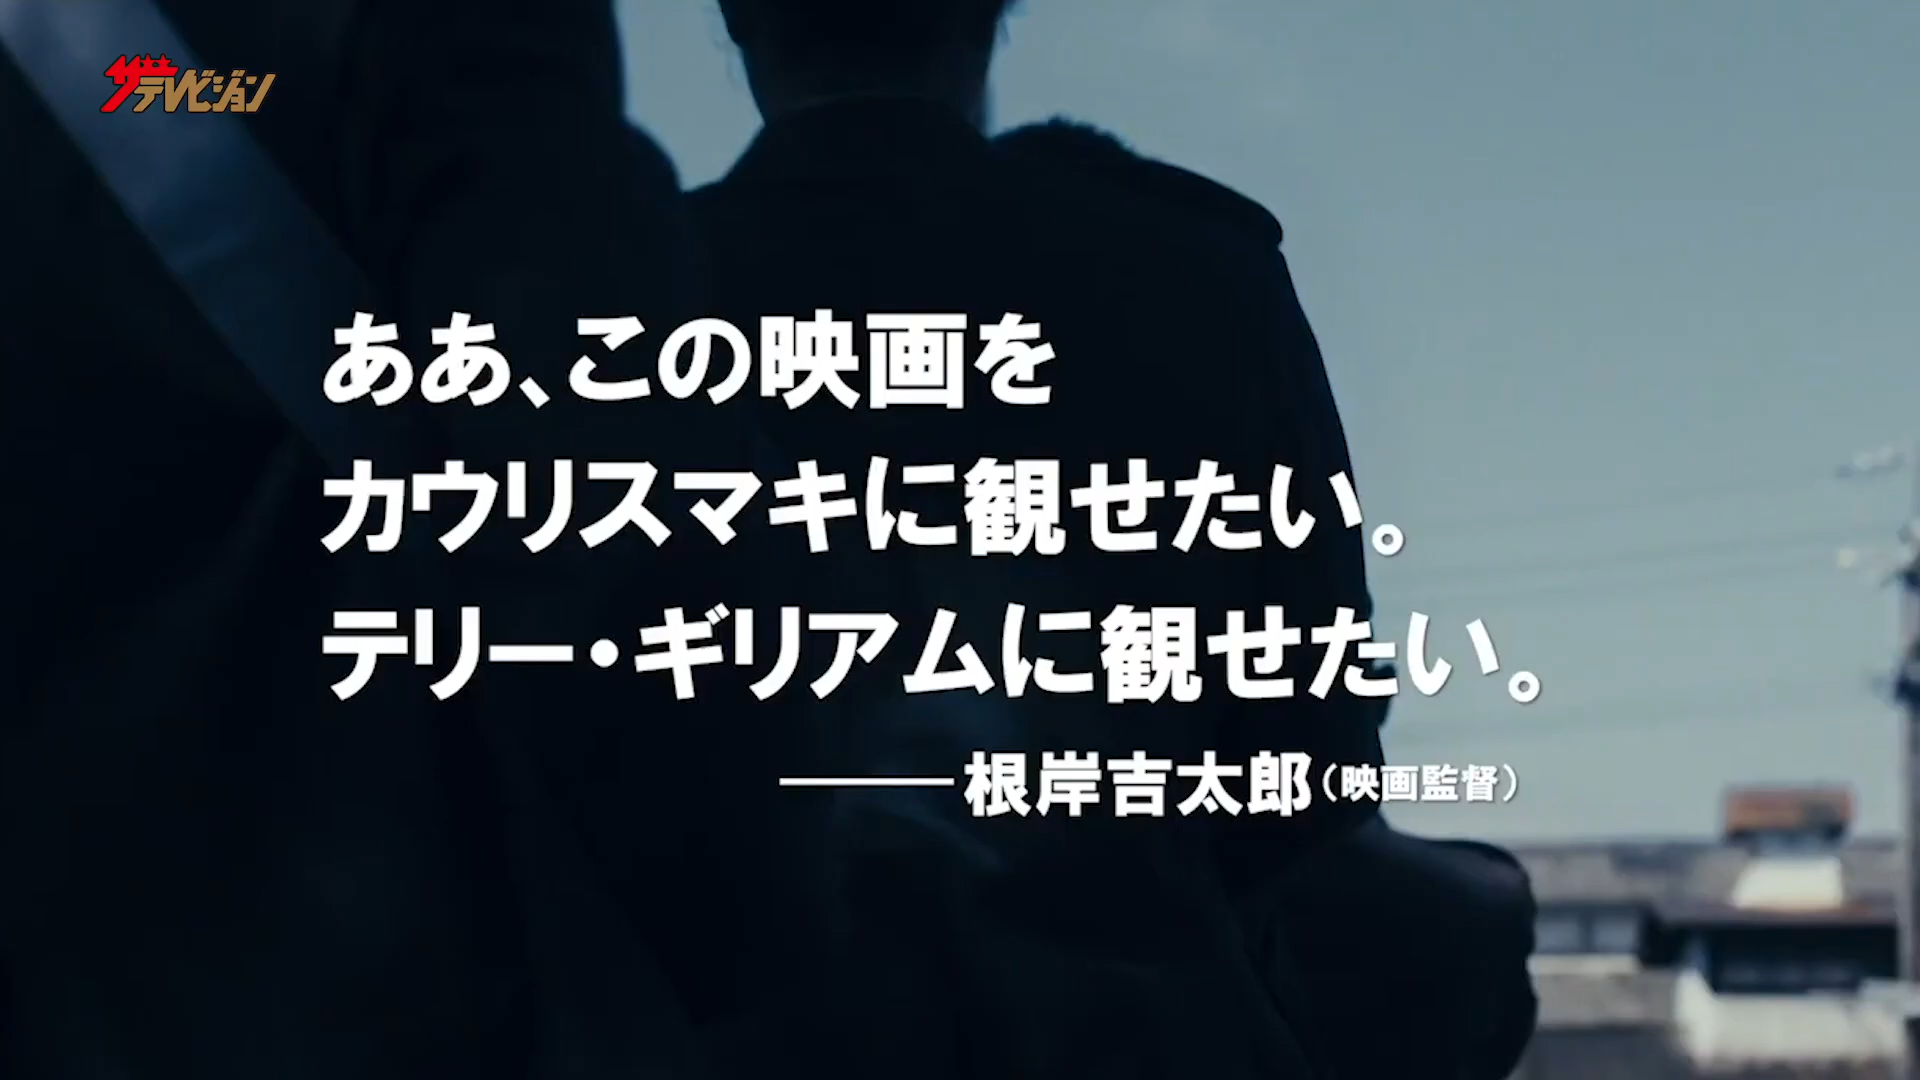 ザテレビジョン
ああ、この映画を
カウリスマキに観せたい。
テリー・ギリアムに観せたい。
――根岸吉太郎（映画監督）